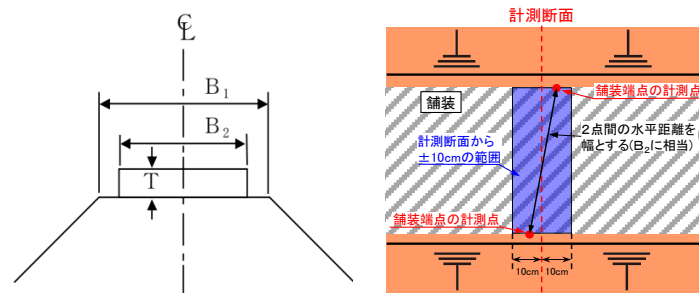 ℄
B₁
B₂
T
計測断面
舗装
舗装端点の計測点
計測断面から
±10cmの範囲
2点間の水平距離を
幅とする(B₂に相当)
舗装端点の計測点
10cm
10cm